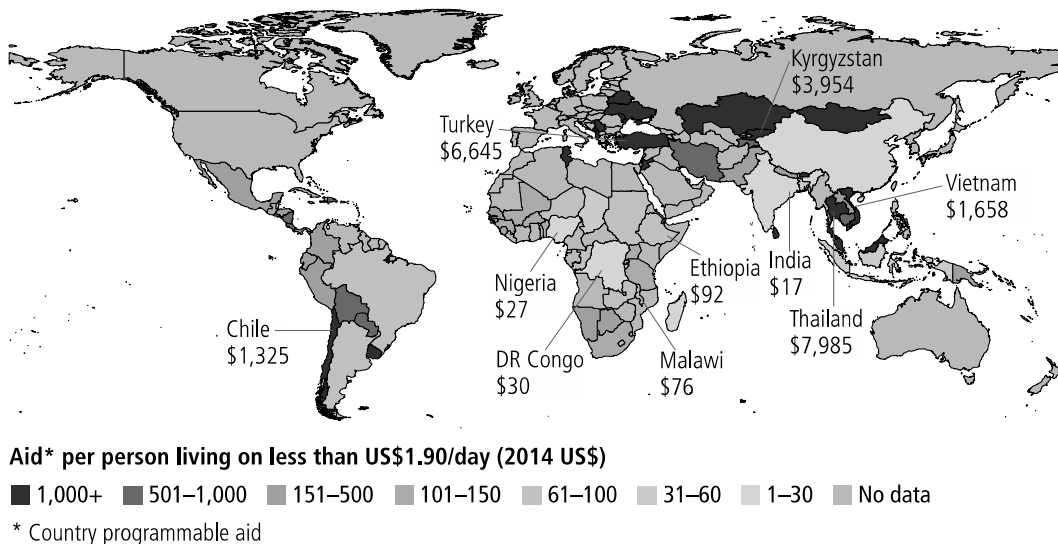 Kyrgyzstan
$3,954
Turkey
$6,645
Vietnam
$1,658
Nigeria
$27
Ethiopia
$92
India
$17
Chile
$1,325
DR Congo
$30
Malawi
$76
Thailand
$7,985
Aid* per person living on less than US$1.90/day (2014 US$)
1,000+ 501–1,000 151–500 101–150 61–100 31–60 1–30 No data
* Country programmable aid